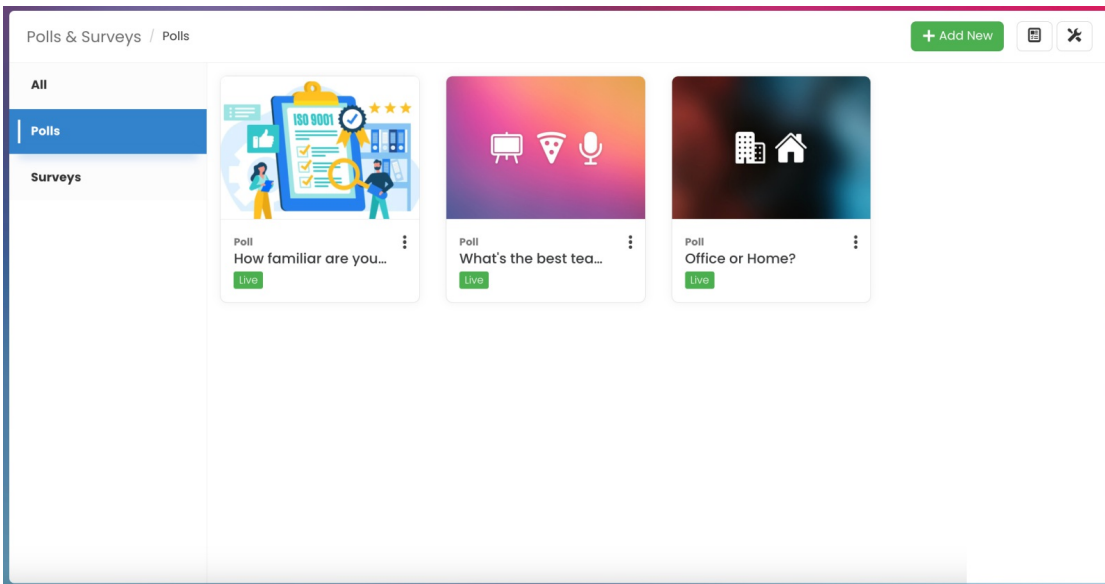 Polls & Surveys / Polls
+ Add New
All
Polls
Surveys
ISO 9001
Poll
How familiar are you...
Live
Poll
What's the best tea...
Live
Poll
Office or Home?
Live